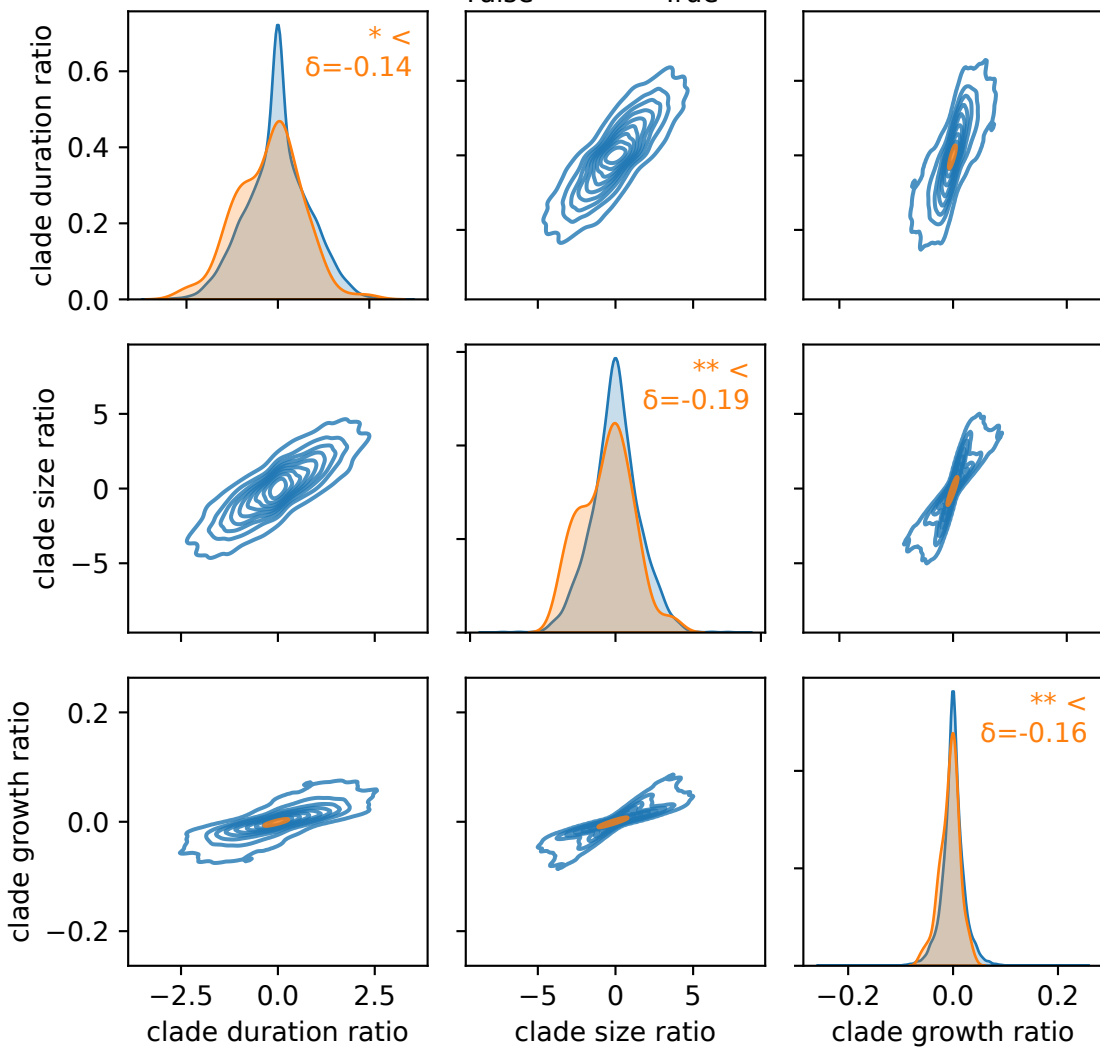 * <
δ=-0.14
clade duration ratio
0.6
0.4
0.2
0.0
** <
δ=-0.19
clade size ratio
5
0
−5
** <
δ=-0.16
clade growth ratio
0.2
0.0
−0.2
−2.5 0.0 2.5 −5 0 5 −0.2 0.0 0.2
clade duration ratio clade size ratio clade growth ratio